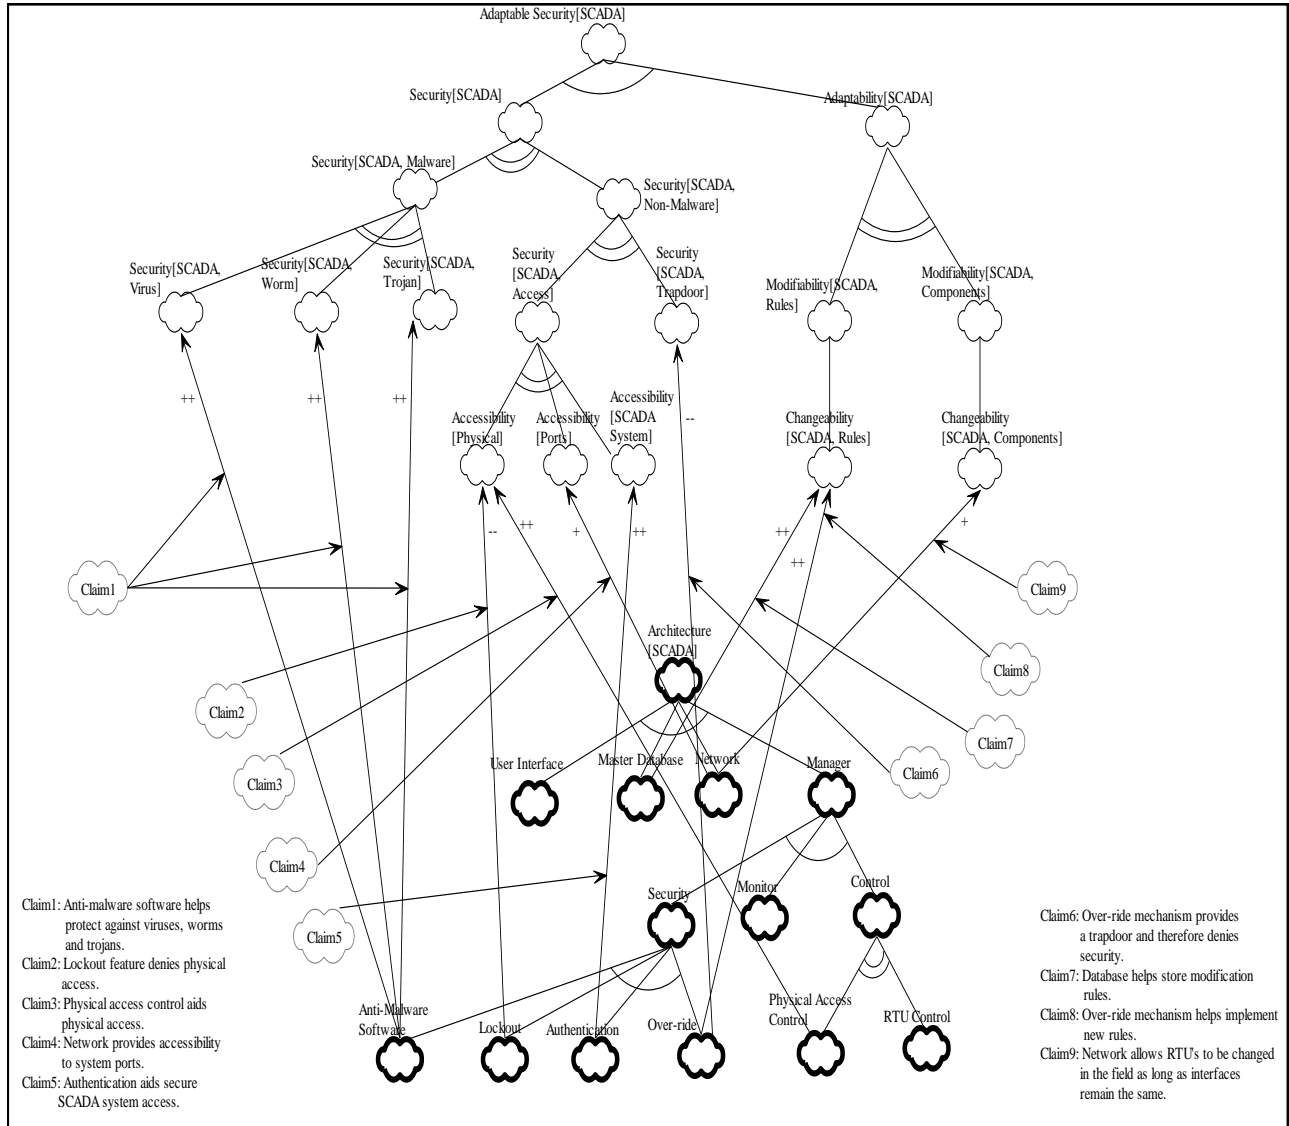 Adaptable Security[SCADA]
Security[SCADA]
Adaptability[SCADA]
Security[SCADA, Malware]
Security[SCADA,
Non-Malware]
Security[SCADA,
Virus]
Security[SCADA,
Worm]
Security[SCADA,
Trojan]
Security
[SCADA,
Access]
Security
[SCADA,
Trapdoor]
Modifiability[SCADA,
Rules]
Modifiability[SCADA,
Components]
++
++
++
Accessibility
[Physical]
Accessibility
[Ports]
Accessibility
[SCADA
System]
--
Changeability
[SCADA, Rules]
Changeability
[SCADA, Components]
--
++
+
++
++
++
+
Claim1
Claim9
Architecture
[SCADA]
Claim8
Claim2
Claim7
Claim3
Claim6
User Interface
Master Database
Network
Manager
Claim4
Security
Monitor
Control
Claim5
Anti-Malware
Software
Lockout
Authentication
Over-ride
Physical Access
Control
RTU Control
Claim1: Anti-malware software helps
protect against viruses, worms
and trojans.
Claim2: Lockout feature denies physical
access.
Claim3: Physical access control aids
physical access.
Claim4: Network provides accessibility
to system ports.
Claim5: Authentication aids secure
SCADA system access.
Claim6: Over-ride mechanism provides
a trapdoor and therefore denies
security.
Claim7: Database helps store modification
rules.
Claim8: Over-ride mechanism helps implement
new rules.
Claim9: Network allows RTU's to be changed
in the field as long as interfaces
remain the same.